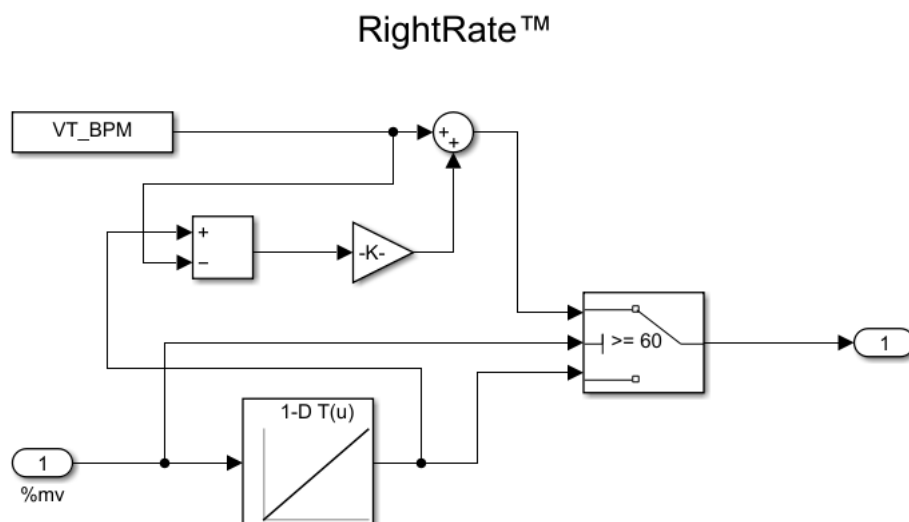 RightRate™
VT_BPM
+
+
+
−
-K-
>= 60
1
1-D T(u)
1
%mv